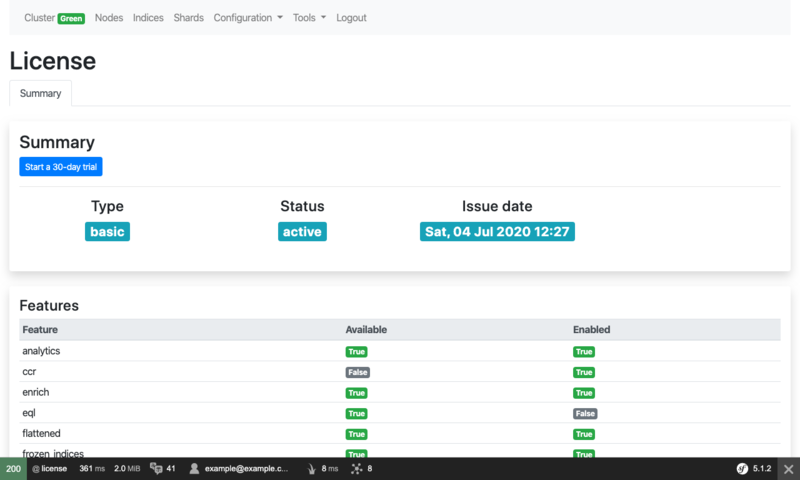 Cluster Green Nodes Indices Shards Configuration Tools Logout
License
Summary
Summary
Start a 30-day trial
Type Status Issue date
basic active Sat, 04 Jul 2020 12:27
Features
Feature Available Enabled
analytics True True
ccr False True
enrich True True
eql True False
flattened True True
frozen_indices
200 @ license 361 ms 2.0 MiB 41 example@example.c... 8 ms 8 sf 5.1.2